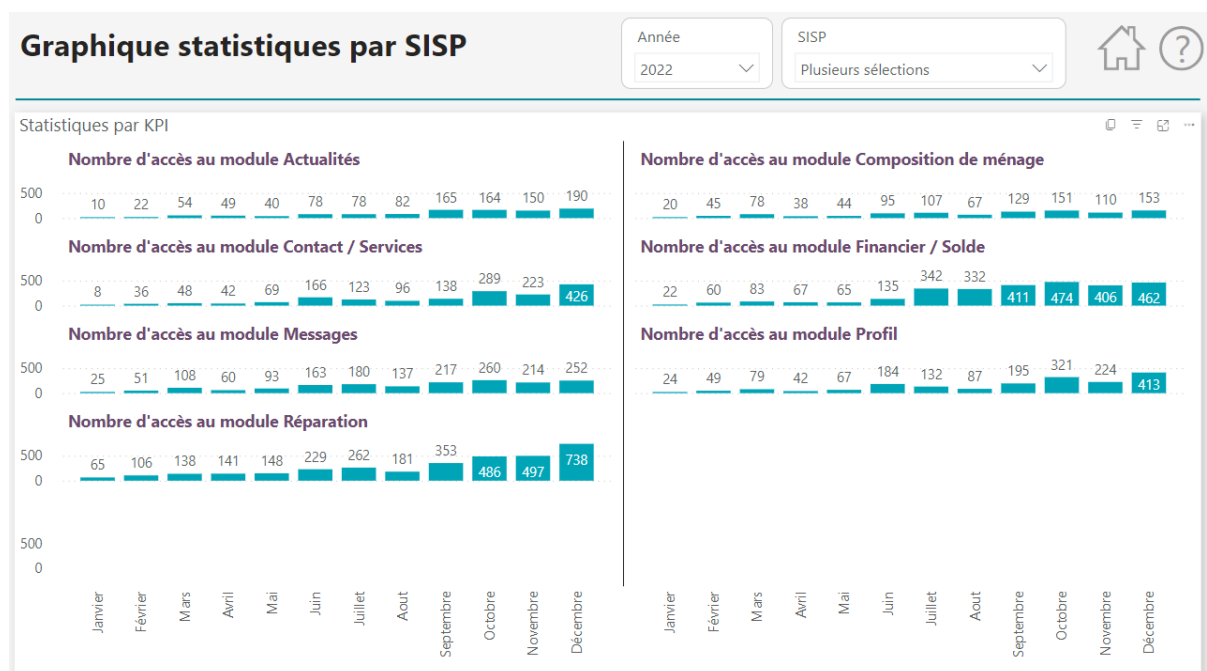 Graphique statistiques par SISP
Année
2022
SISP
Plusieurs sélections
?
Statistiques par KPI
Nombre d'accès au module Actualités
500
0
10 22 54 49 40 78 78 82 165 164 150 190
Nombre d'accès au module Composition de ménage
20 45 78 38 44 95 107 67 129 151 110 153
Nombre d'accès au module Contact / Services
500
0
8 36 48 42 69 166 123 96 138 289 223 426
Nombre d'accès au module Financier / Solde
22 60 83 67 65 135 342 332 411 474 406 462
Nombre d'accès au module Messages
500
0
25 51 108 60 93 163 180 137 217 260 214 252
Nombre d'accès au module Profil
24 49 79 42 67 184 132 87 195 321 224 413
Nombre d'accès au module Réparation
500
0
65 106 138 141 148 229 262 181 353 486 497 738
500
0
Janvier Février Mars Avril Mai Juin Juillet Aout Septembre Octobre Novembre Décembre
Janvier Février Mars Avril Mai Juin Juillet Aout Septembre Octobre Novembre Décembre